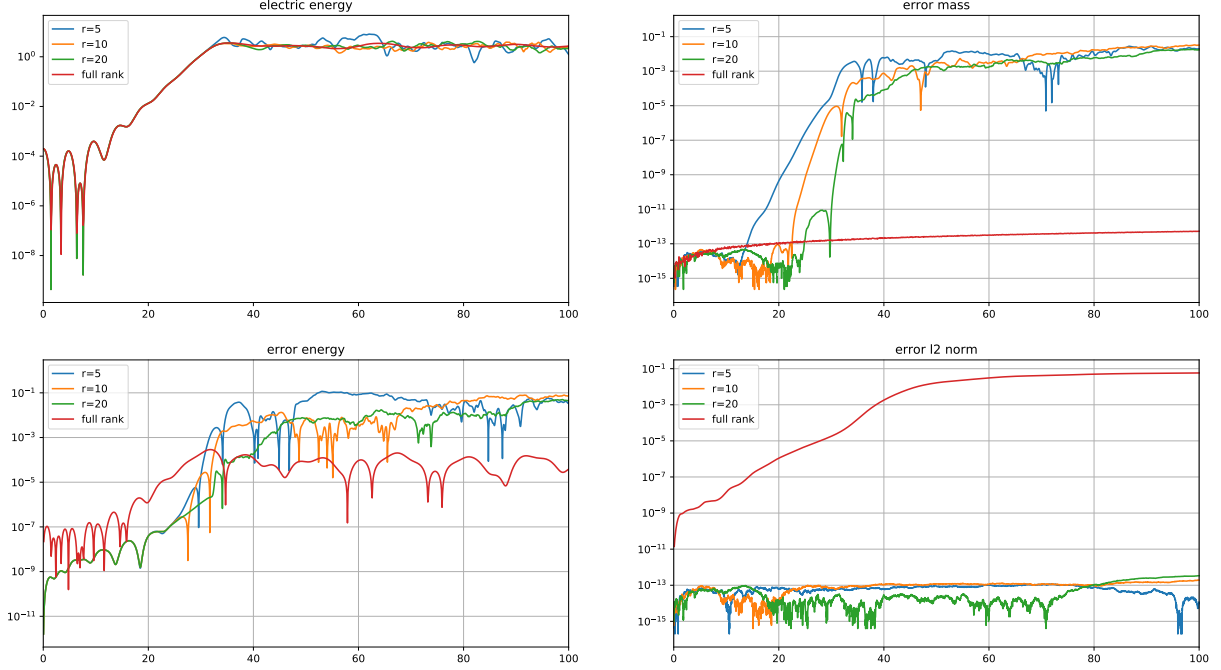 electric energy
r=5
r=10
r=20
full rank
10⁰
10⁻²
10⁻⁴
10⁻⁶
10⁻⁸
0 20 40 60 80 100
error mass
r=5
r=10
r=20
full rank
10⁻¹
10⁻³
10⁻⁵
10⁻⁷
10⁻⁹
10⁻¹¹
10⁻¹³
10⁻¹⁵
0 20 40 60 80 100
error energy
r=5
r=10
r=20
full rank
10⁻¹
10⁻³
10⁻⁵
10⁻⁷
10⁻⁹
10⁻¹¹
0 20 40 60 80 100
error l2 norm
r=5
r=10
r=20
full rank
10⁻¹
10⁻³
10⁻⁵
10⁻⁷
10⁻⁹
10⁻¹¹
10⁻¹³
10⁻¹⁵
0 20 40 60 80 100